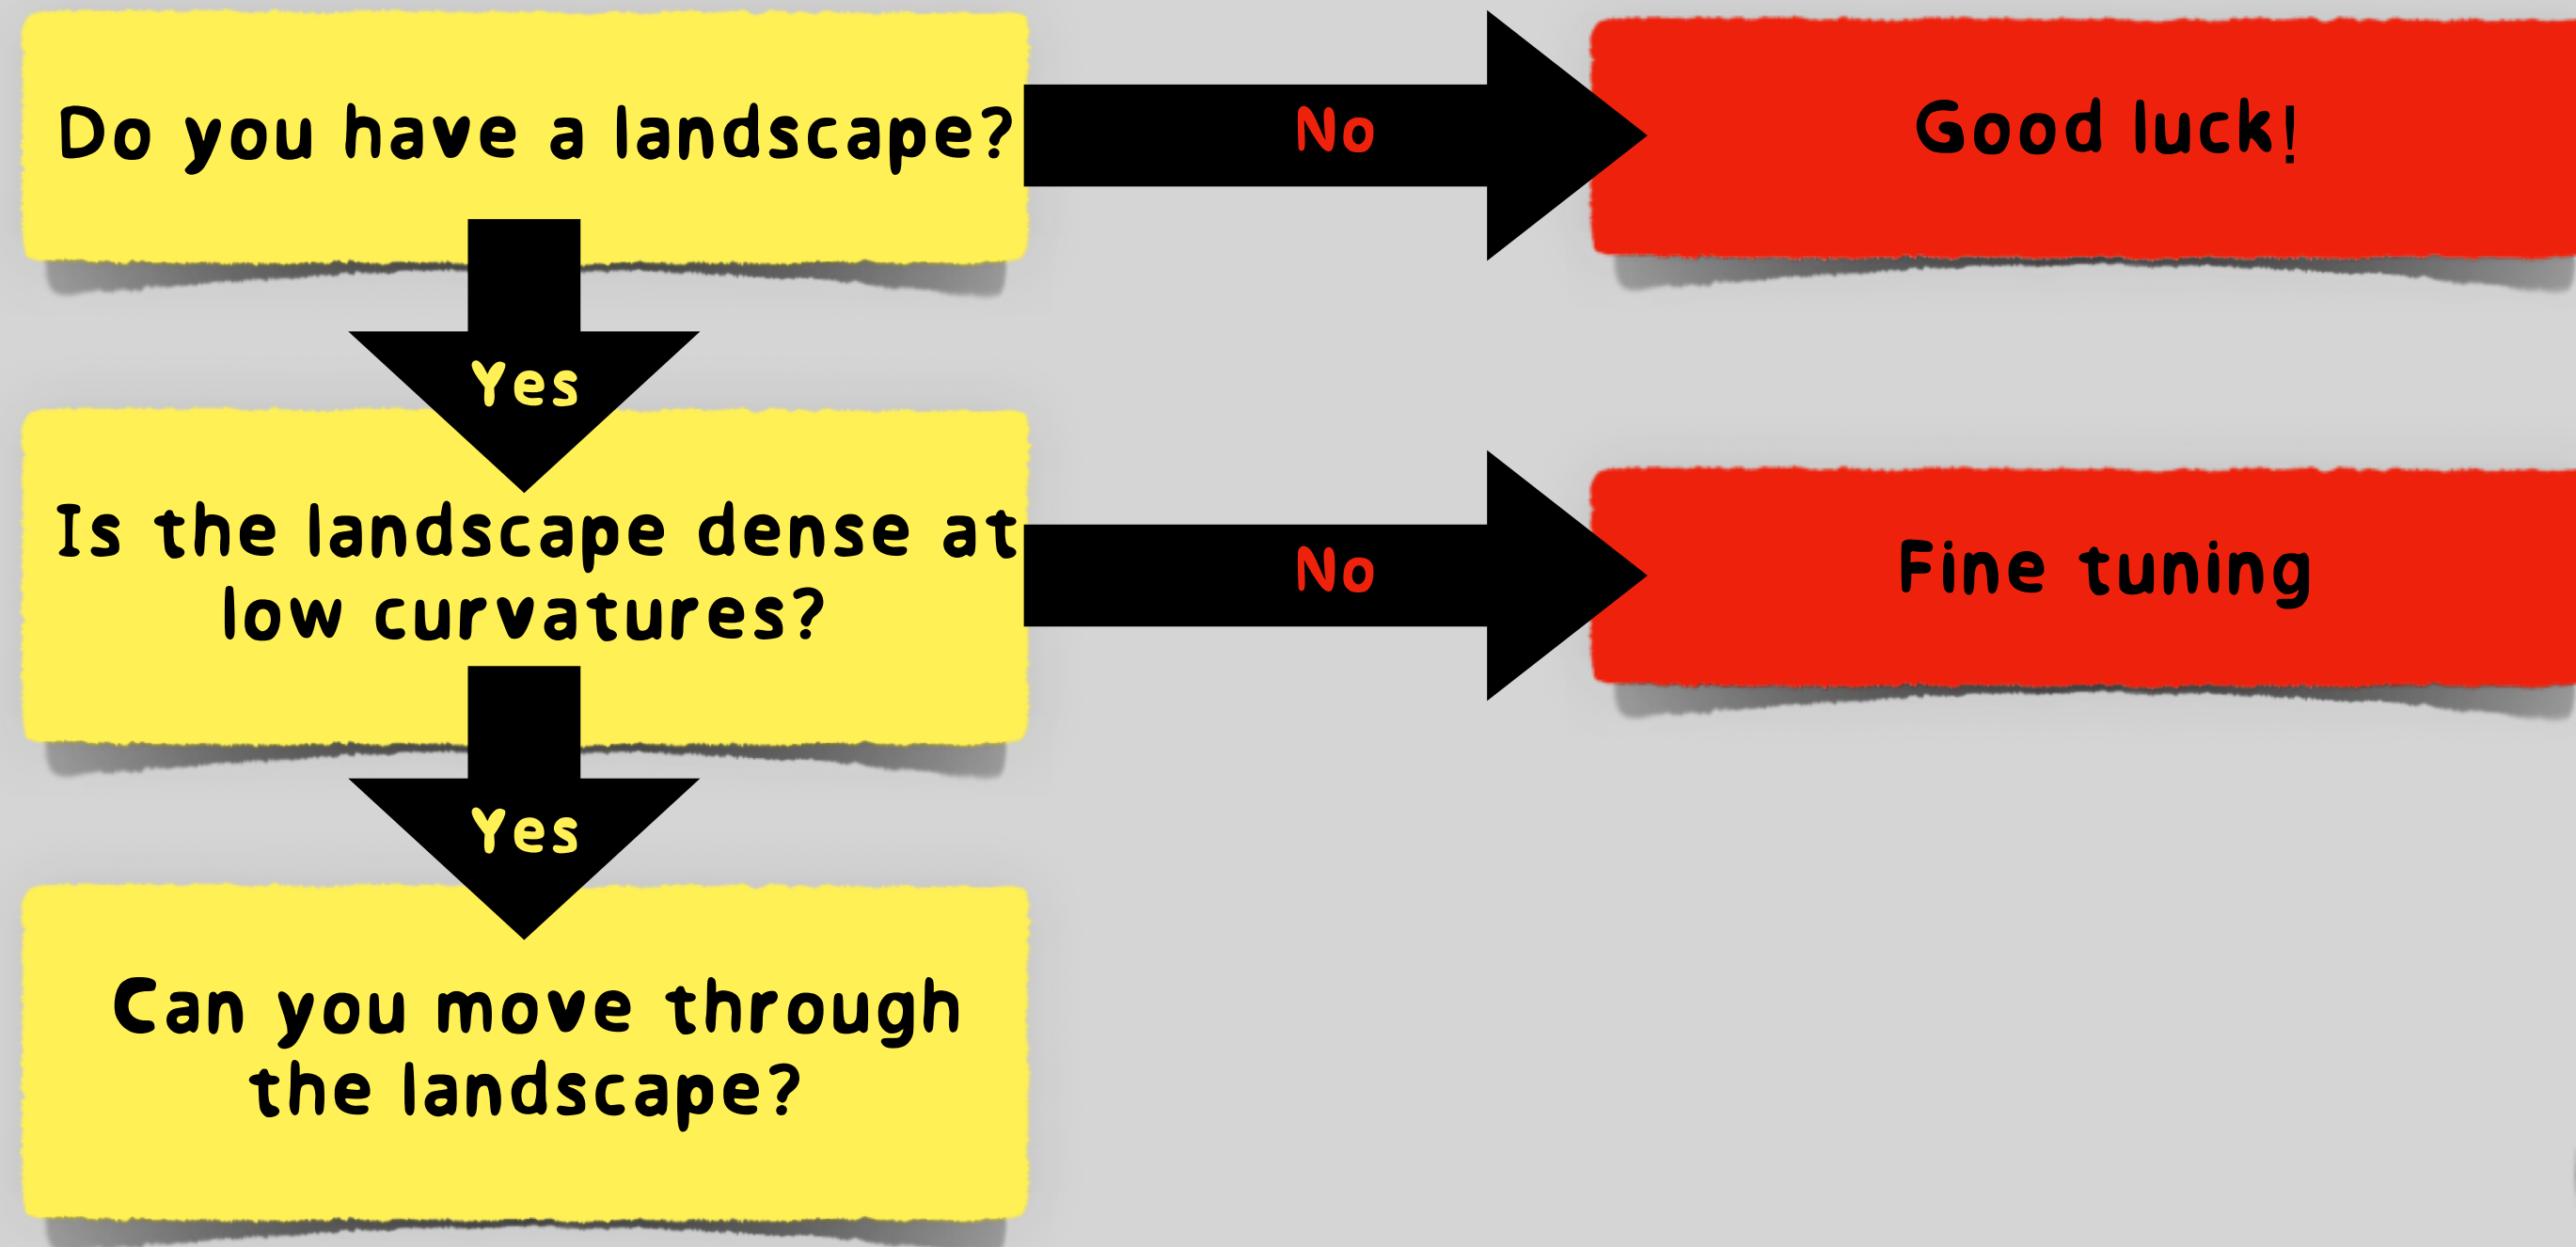 Do you have a landscape?
No
Good luck!
Yes
Is the landscape dense at
low curvatures?
No
Fine tuning
Yes
Can you move through
the landscape?